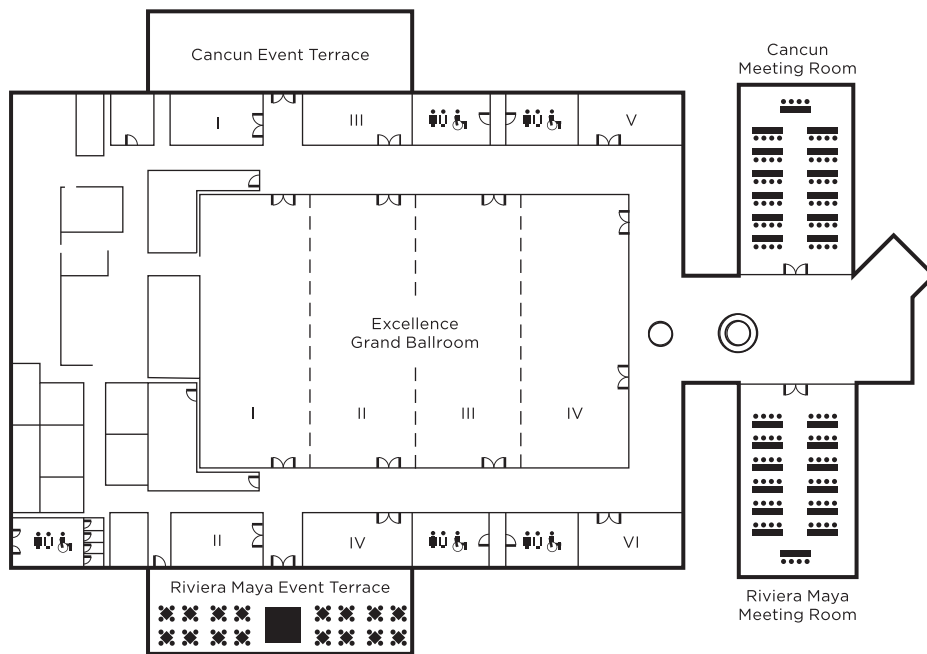 Cancun Event Terrace
Cancun
Meeting Room
I
III
V
Excellence
Grand Ballroom
I
II
III
IV
II
IV
VI
Riviera Maya Event Terrace
Riviera Maya
Meeting Room